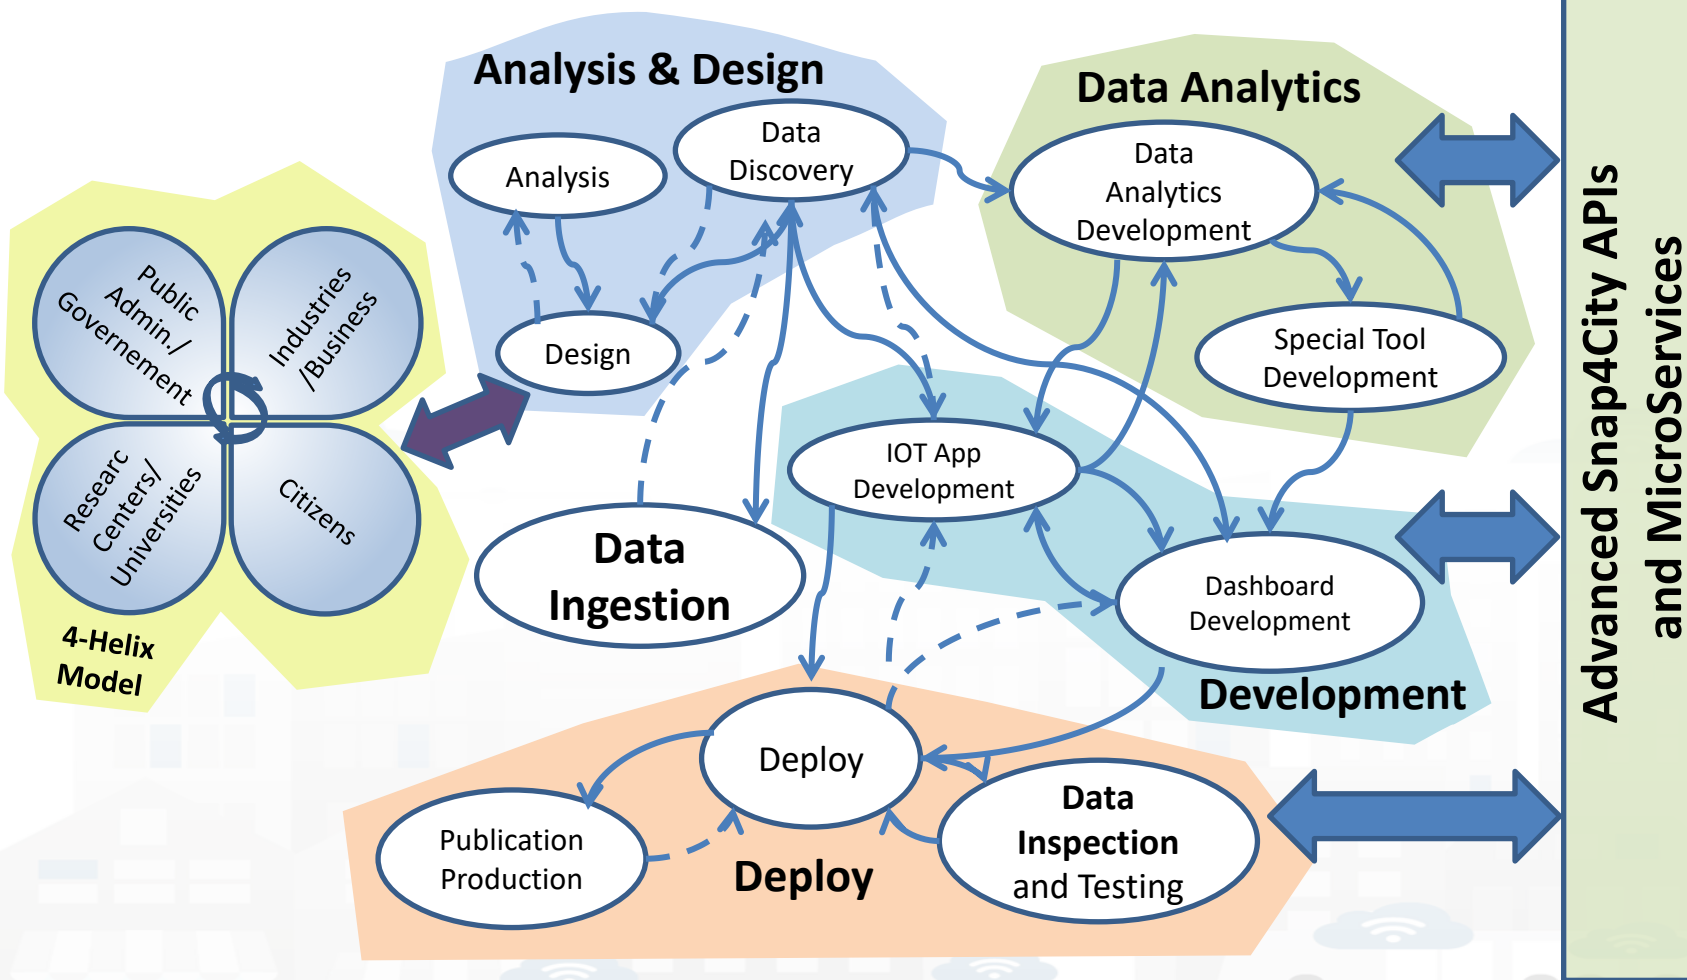 Analysis & Design
Data Analytics
Data
Discovery
Analysis
Design
Data
Analytics
Development
Special Tool
Development
Public
Admin./
Governement
Industries
/Business
Researc
Centers/
Universities
Citizens
4-Helix
Model
IOT App
Development
Data
Ingestion
Dashboard
Development
Development
Deploy
Publication
Production
Data
Inspection
and Testing
Deploy
Advanced Snap4City APIs
and MicroServices